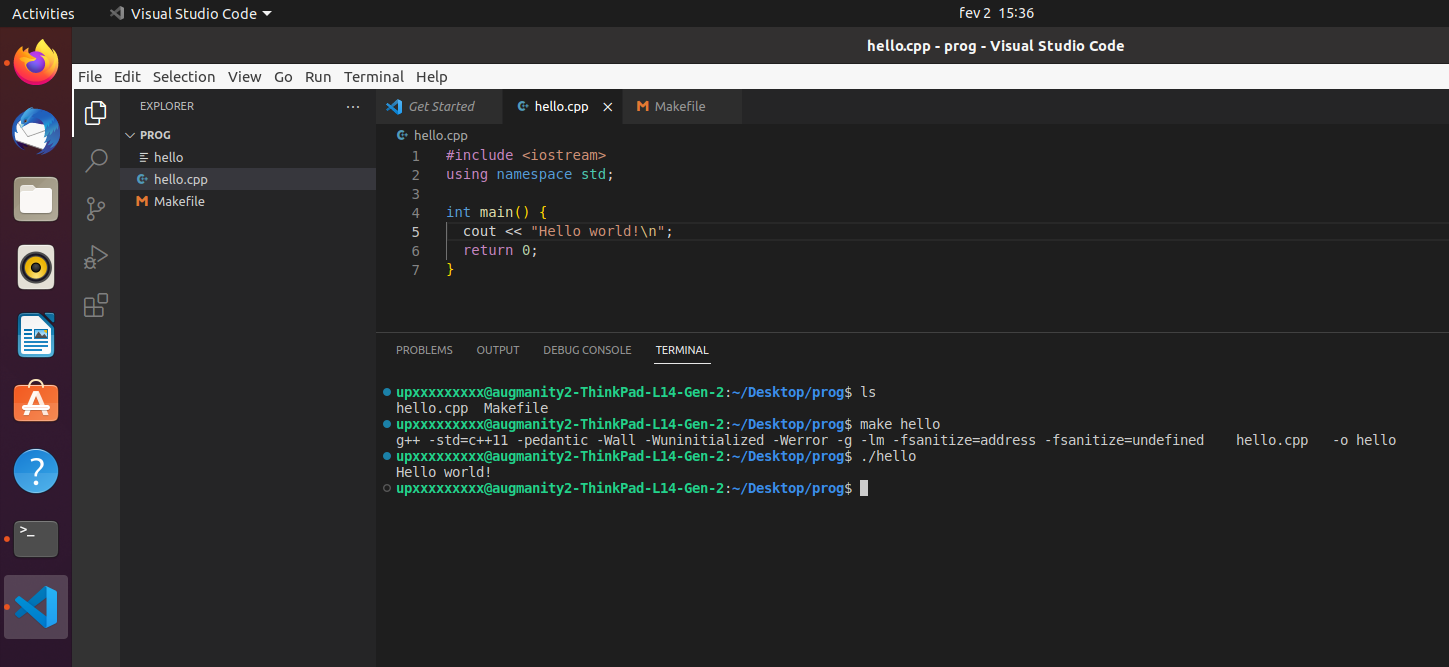 Activities Visual Studio Code fev 2 15:36
hello.cpp - prog - Visual Studio Code
File Edit Selection View Go Run Terminal Help
EXPLORER ... Get Started hello.cpp × Makefile
PROG
hello
hello.cpp
Makefile
hello.cpp
1 #include <iostream>
2 using namespace std;
3
4 int main() {
5 cout << "Hello world!\n";
6 return 0;
7 }
PROBLEMS OUTPUT DEBUG CONSOLE TERMINAL
upxxxxxxxxx@augmanity2-ThinkPad-L14-Gen-2:~/Desktop/prog$ ls
hello.cpp  Makefile
upxxxxxxxxx@augmanity2-ThinkPad-L14-Gen-2:~/Desktop/prog$ make hello
g++ -std=c++11 -pedantic -Wall -Wuninitialized -Werror -g -lm -fsanitize=address -fsanitize=undefined    hello.cpp   -o hello
upxxxxxxxxx@augmanity2-ThinkPad-L14-Gen-2:~/Desktop/prog$ ./hello
Hello world!
upxxxxxxxxx@augmanity2-ThinkPad-L14-Gen-2:~/Desktop/prog$